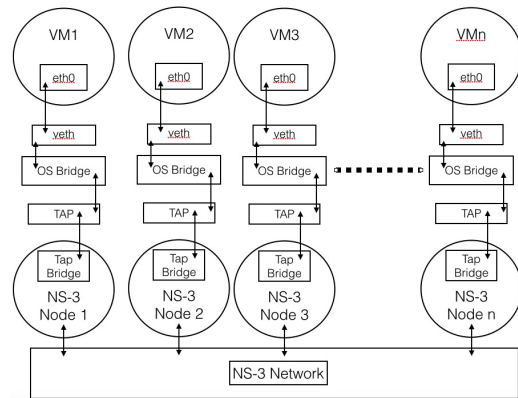 VM1
VM2
VM3
VMn
eth0
eth0
eth0
eth0
veth
veth
veth
veth
OS Bridge
OS Bridge
OS Bridge
OS Bridge
TAP
TAP
TAP
TAP
Tap
Bridge
Tap
Bridge
Tap
Bridge
Tap
Bridge
NS-3
Node 1
NS-3
Node 2
NS-3
Node 3
NS-3
Node n
NS-3 Network